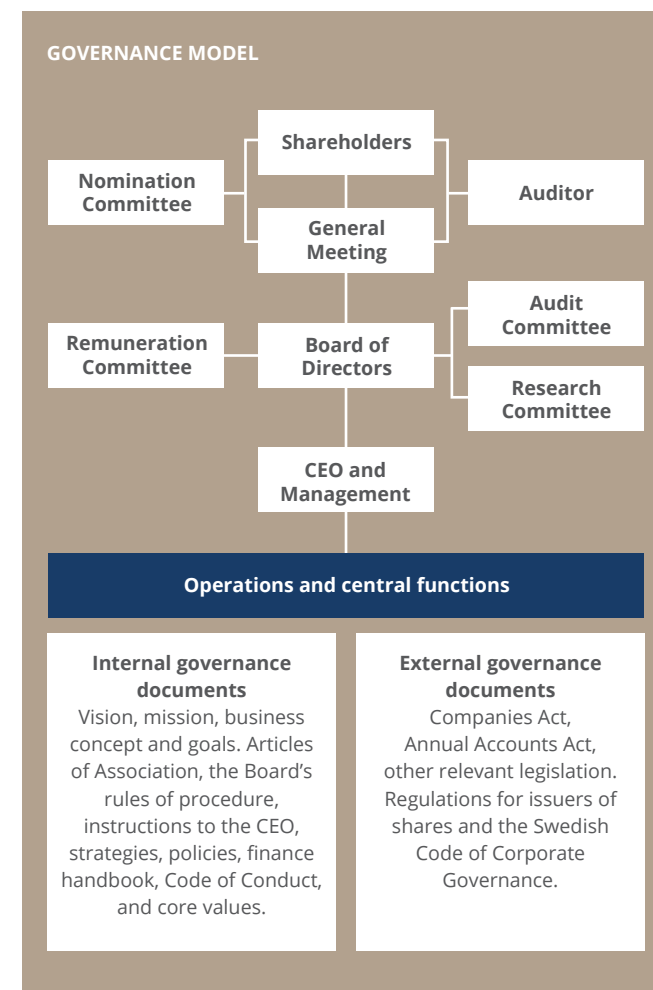 GOVERNANCE MODEL
Shareholders
Nomination
Committee
Auditor
General
Meeting
Audit
Committee
Remuneration
Committee
Board of
Directors
Research
Committee
CEO and
Management
Operations and central functions
Internal governance
documents
Vision, mission, business
concept and goals. Articles
of Association, the Board’s
rules of procedure,
instructions to the CEO,
strategies, policies, finance
handbook, Code of Conduct,
and core values.
External governance
documents
Companies Act,
Annual Accounts Act,
other relevant legislation.
Regulations for issuers of
shares and the Swedish
Code of Corporate
Governance.